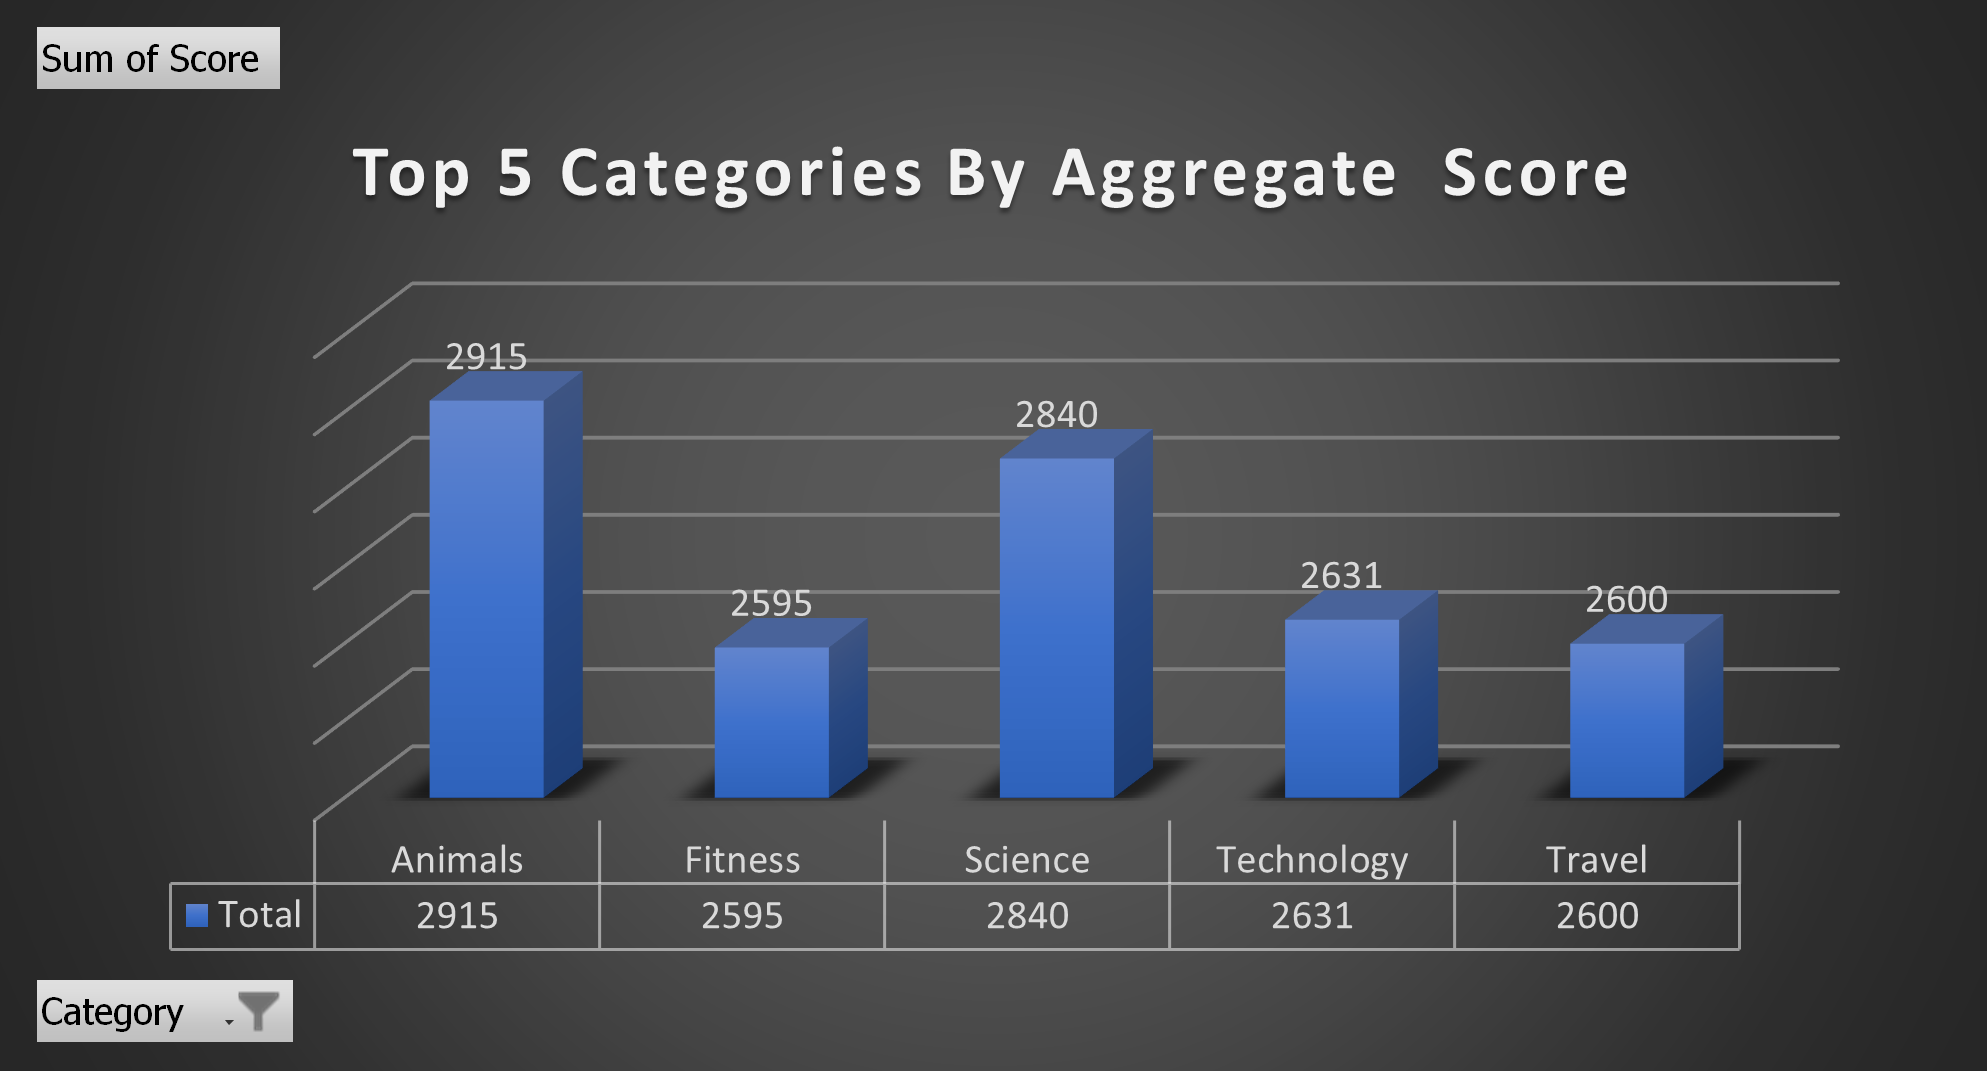 Sum of Score
Top 5 Categories By Aggregate  Score
2915
2595
2840
2631
2600
Animals Fitness Science Technology Travel
Total 2915 2595 2840 2631 2600
Category